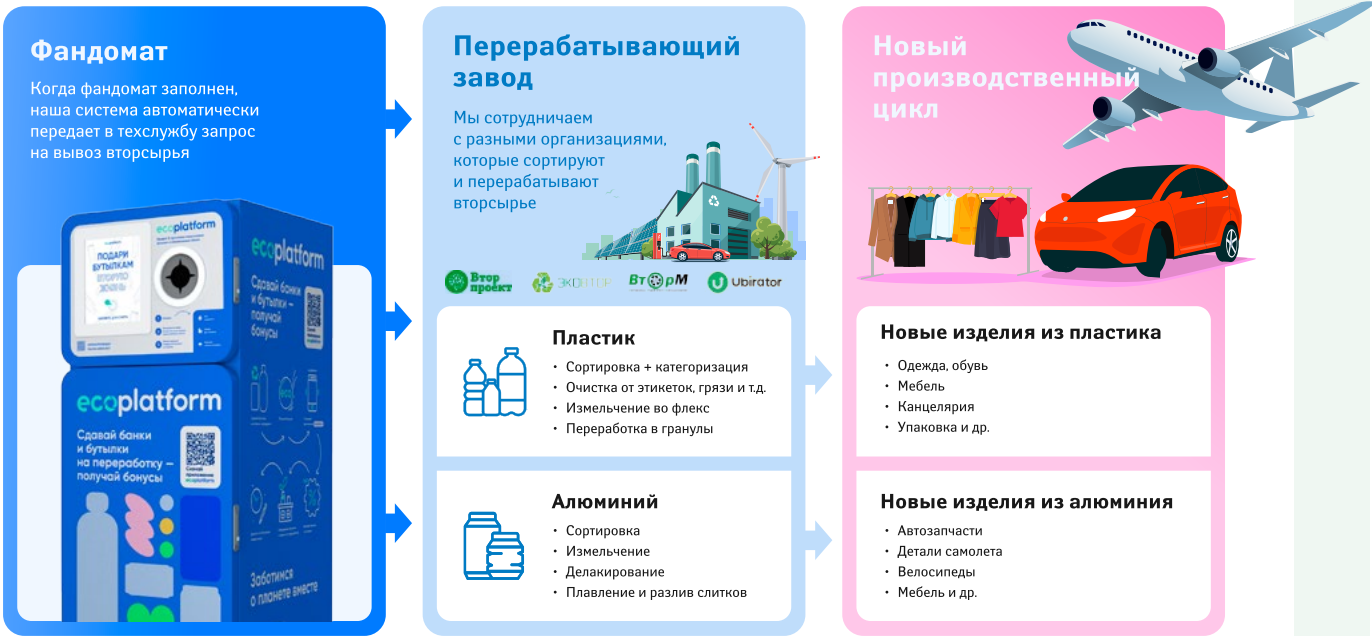 Фандомат
Когда фандомат заполнен,
наша система автоматически
передает в техслужбу запрос
на вывоз вторсырья
ecoplatform
ПОДАРИ
БУТЫЛКАМ
ВТОРУЮ
ЖИЗНЬ
ecoplatform
Сдавай банки
и бутылки –
получай
бонусы
ecoplatform
Сдавай банки
и бутылки
на переработку –
получай бонусы
ecoplatform
Заботимся
о планете вместе
Перерабатывающий
завод
Мы сотрудничаем
с разными организациями,
которые сортируют
и перерабатывают
вторсырье
Втор
проект
ВтОрМ
Ubirator
Пластик
• Сортировка + категоризация
• Очистка от этикеток, грязи и т.д.
• Измельчение во флекс
• Переработка в гранулы
Алюминий
• Сортировка
• Измельчение
• Делакирование
• Плавление и разлив слитков
Новый
производственный
цикл
Новые изделия из пластика
• Одежда, обувь
• Мебель
• Канцелярия
• Упаковка и др.
Новые изделия из алюминия
• Автозапчасти
• Детали самолета
• Велосипеды
• Мебель и др.